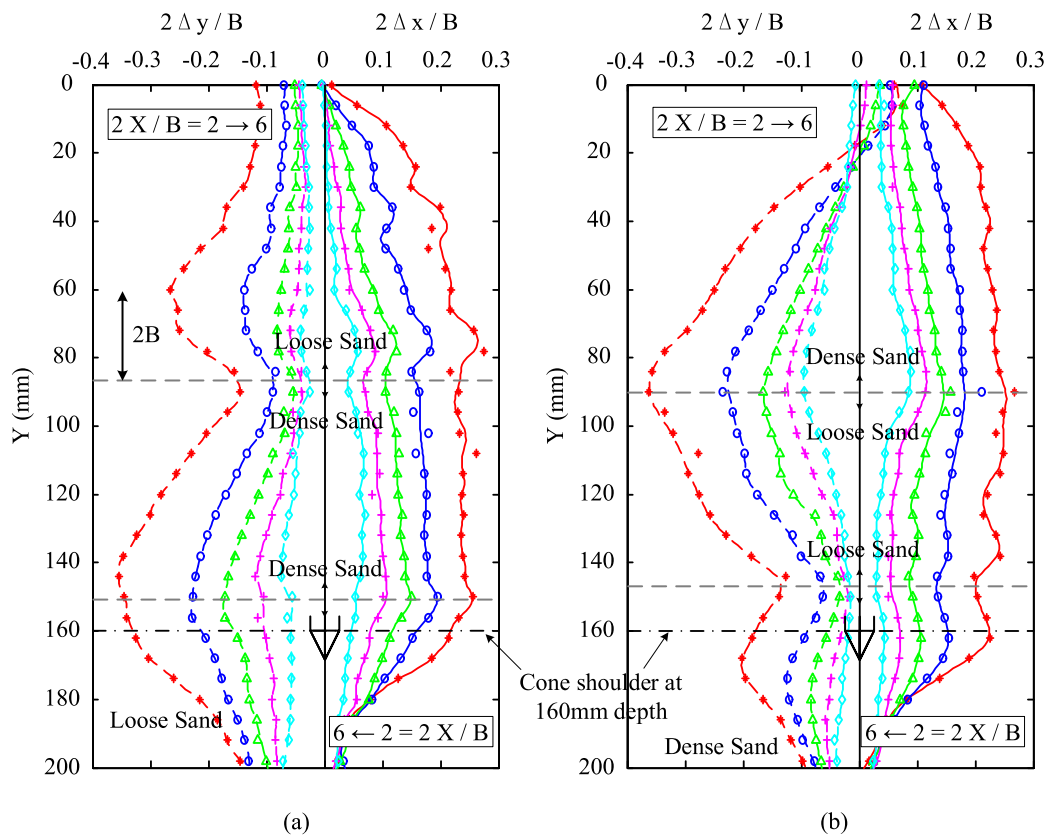 2 Δ y / B
2 Δ x / B
2 Δ y / B
2 Δ x / B
-0.4 -0.3 -0.2 -0.1 0 0.1 0.2 0.3
-0.4 -0.3 -0.2 -0.1 0 0.1 0.2 0.3
0
20
40
60
80
100
120
140
160
180
200
Y (mm)
2 X / B = 2 → 6
2B
Loose Sand
Dense Sand
Dense Sand
Loose Sand
6 ← 2 = 2 X / B
(a)
0
20
40
60
80
100
120
140
160
180
200
Y (mm)
2 X / B = 2 → 6
Dense Sand
Loose Sand
Loose Sand
Cone shoulder at
160mm depth
Dense Sand
6 ← 2 = 2 X / B
(b)